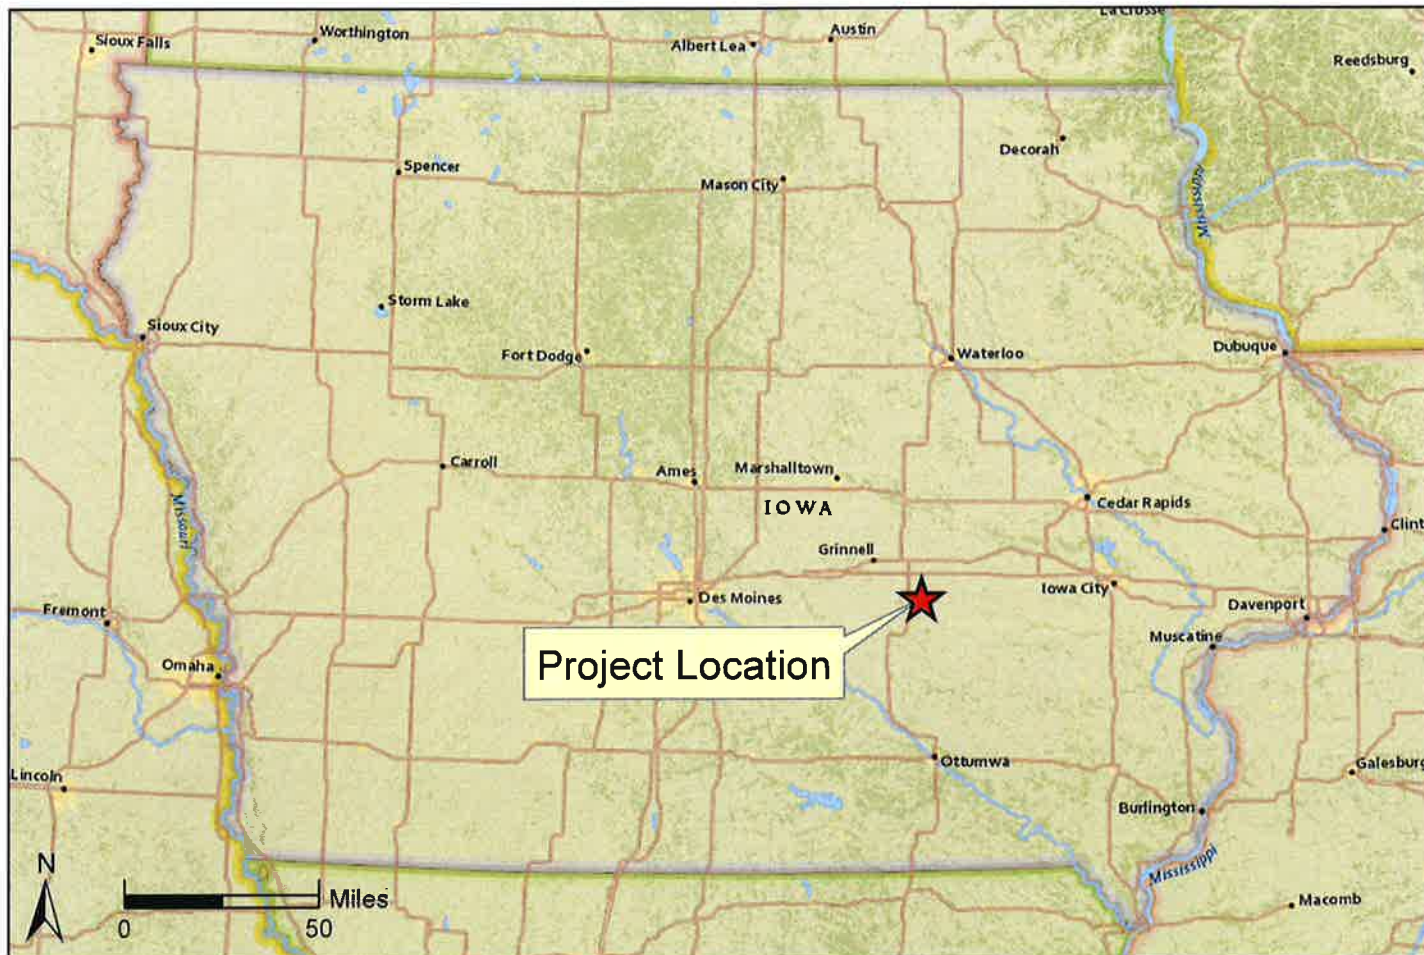 La Crosse
Sioux Falls
Worthington
Albert Lea
Austin
Reedsburg
Decorah
Spencer
Mason City
Mississippi
Storm Lake
Sioux City
Fort Dodge
Waterloo
Dubuque
Carroll
Ames
Marshalltown
IOWA
Cedar Rapids
Missouri
Clint
Grinnell
Iowa City
Des Moines
Davenport
Fremont
Muscatine
Project Location
Omaha
Ottumwa
Galesburg
Lincoln
Burlington
Mississippi
N
Miles
0 50
Macomb